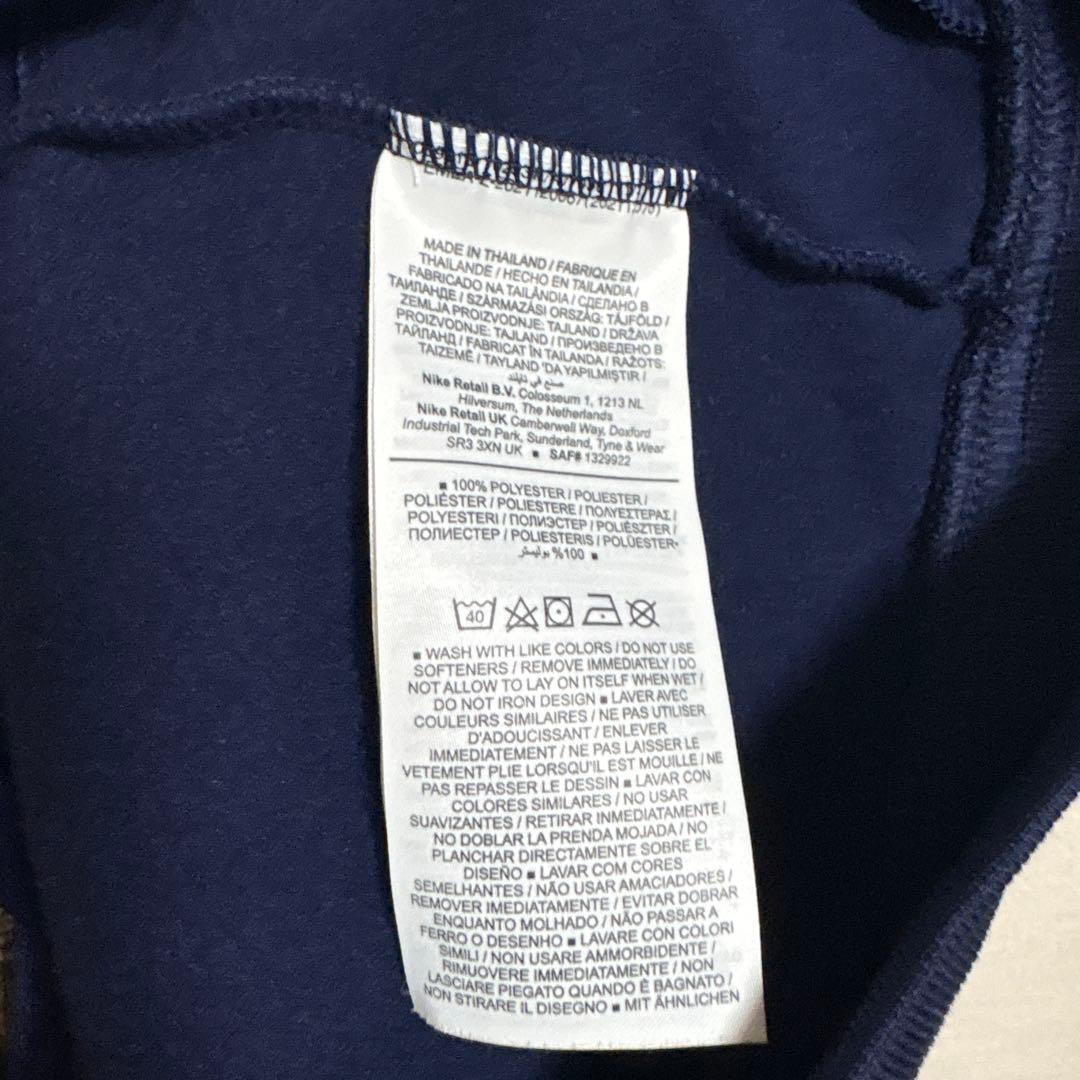 MADE IN THAILAND / FABRIQUE EN
THAILANDE / HECHO EN TAILANDIA /
FABRICADO NA TAILÂNDIA / СДЕЛАНО В
ТАИЛАНДЕ / SZÁRMAZÁSI ORSZÁG: TÁJFÖLD /
ZEMLJA PROIZVODNJE: TAJLAND / DRŽAVA
PROIZVODNJE: TAJLAND / ПРОИЗВЕДЕНО В
ТАЙЛАНД / FABRICAT ÎN TAILANDA / RAŽOTS:
TAIZEMĒ / TAYLAND 'DA YAPILMIŞTIR /
صنع في تايلند
Nike Retail B.V. Colosseum 1, 1213 NL
Hilversum, The Netherlands
Nike Retail UK Camberwell Way, Doxford
Industrial Tech Park, Sunderland, Tyne & Wear
SR3 3XN UK ■ SAF# 1329922
■ 100% POLYESTER / POLIESTER /
POLIÉSTER / POLIESTERE / ΠΟΛΥΕΣΤΕΡΑΣ /
POLYESTERI / ПОЛИЭСТЕР / POLIÉSZTER /
ПОЛИЕСТЕР / POLIESTERIS / POLÜESTER
100% بوليستر ■
40
■ WASH WITH LIKE COLORS / DO NOT USE
SOFTENERS / REMOVE IMMEDIATELY / DO
NOT ALLOW TO LAY ON ITSELF WHEN WET /
DO NOT IRON DESIGN ■ LAVER AVEC
COULEURS SIMILAIRES / NE PAS UTILISER
D'ADOUCISSANT / ENLEVER
IMMEDIATEMENT / NE PAS LAISSER LE
VETEMENT PLIE LORSQU'IL EST MOUILLE / NE
PAS REPASSER LE DESSIN ■ LAVAR CON
COLORES SIMILARES / NO USAR
SUAVIZANTES / RETIRAR INMEDIATAMENTE /
NO DOBLAR LA PRENDA MOJADA / NO
PLANCHAR DIRECTAMENTE SOBRE EL
DISEÑO ■ LAVAR COM CORES
SEMELHANTES / NÃO USAR AMACIADORES /
REMOVER IMEDIATAMENTE / EVITAR DOBRAR
ENQUANTO MOLHADO / NÃO PASSAR A
FERRO O DESENHO ■ LAVARE CON COLORI
SIMILI / NON USARE AMMORBIDENTE /
RIMUOVERE IMMEDIATAMENTE / NON
LASCIARE PIEGATO QUANDO È BAGNATO /
NON STIRARE IL DISEGNO ■ MIT ÄHNLICHEN